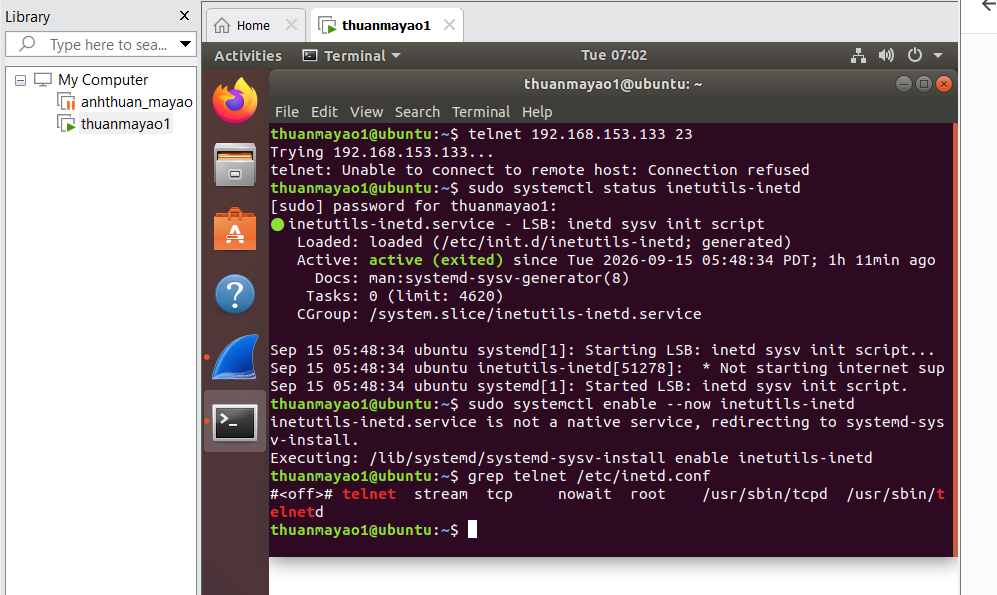 Library
Type here to sea...
My Computer
anhthuan_mayao
thuanmayao1
Home
thuanmayao1
Activities
Terminal
Tue 07:02
thuanmayao1@ubuntu: ~
File Edit View Search Terminal Help
thuanmayao1@ubuntu:~$ telnet 192.168.153.133 23
Trying 192.168.153.133...
telnet: Unable to connect to remote host: Connection refused
thuanmayao1@ubuntu:~$ sudo systemctl status inetutils-inetd
[sudo] password for thuanmayao1:
inetutils-inetd.service - LSB: inetd sysv init script
Loaded: loaded (/etc/init.d/inetutils-inetd; generated)
Active: active (exited) since Tue 2026-09-15 05:48:34 PDT; 1h 11min ago
Docs: man:systemd-sysv-generator(8)
Tasks: 0 (limit: 4620)
CGroup: /system.slice/inetutils-inetd.service
Sep 15 05:48:34 ubuntu systemd[1]: Starting LSB: inetd sysv init script...
Sep 15 05:48:34 ubuntu inetutils-inetd[51278]:  * Not starting internet sup
Sep 15 05:48:34 ubuntu systemd[1]: Started LSB: inetd sysv init script.
thuanmayao1@ubuntu:~$ sudo systemctl enable --now inetutils-inetd
inetutils-inetd.service is not a native service, redirecting to systemd-sys
v-install.
Executing: /lib/systemd/systemd-sysv-install enable inetutils-inetd
thuanmayao1@ubuntu:~$ grep telnet /etc/inetd.conf
#<off># telnet  stream  tcp     nowait  root    /usr/sbin/tcpd  /usr/sbin/t
elnetd
thuanmayao1@ubuntu:~$